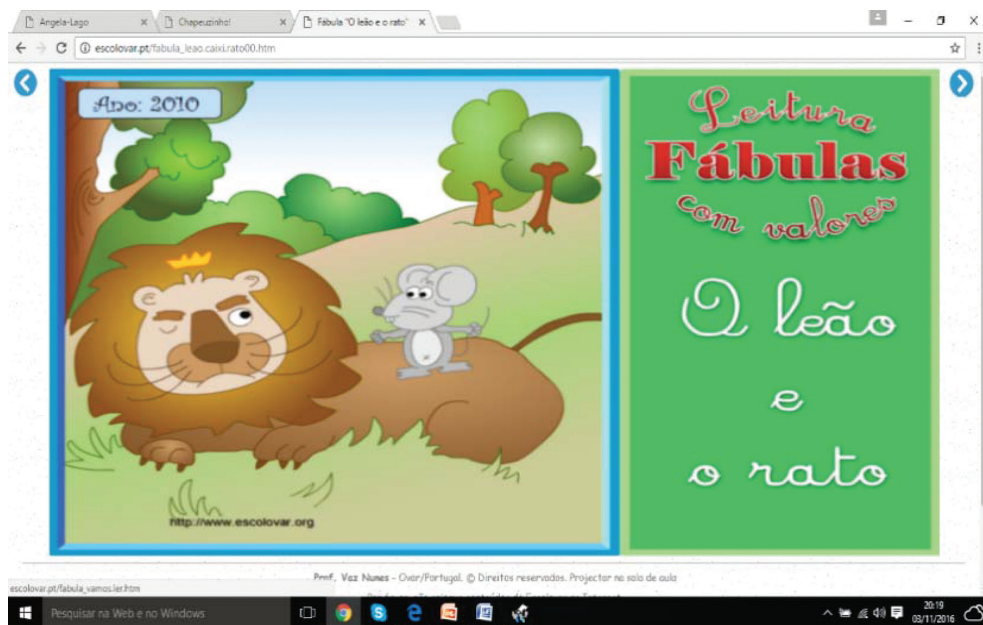 Angela-Lago
Chapeuzinho!
Fábula "O leão e o rato"
escolovar.pt/fabula_leao.caixi.rato00.htm
Ano: 2010
http://www.escolovar.org
Leitura
Fábulas
com valores
O leão
e
o rato
Prof. Vaz Nunes - Ovar/Portugal. © Direitos reservados. Projectar na sala de aula
escolovar.pt/fabula_vamos.ler.htm
Pesquisar na Web e no Windows
20:19
03/11/2016